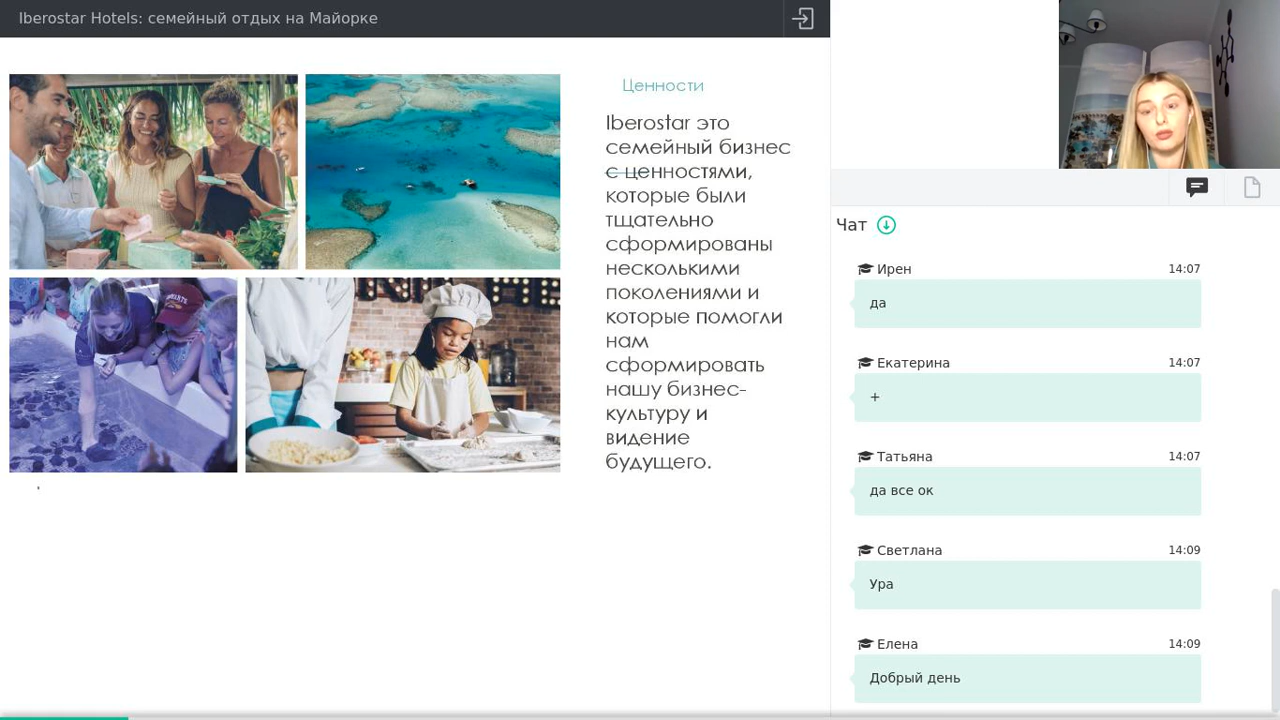 Iberostar Hotels: семейный отдых на Майорке
Ценности
Iberostar это
семейный бизнес
с ценностями,
которые были
тщательно
сформированы
несколькими
поколениями и
которые помогли
нам
сформировать
нашу бизнес-
культуру и
видение
будущего.
Чат
Ирен 14:07
да
Екатерина 14:07
+
Татьяна 14:07
да все ок
Светлана 14:09
Ура
Елена 14:09
Добрый день